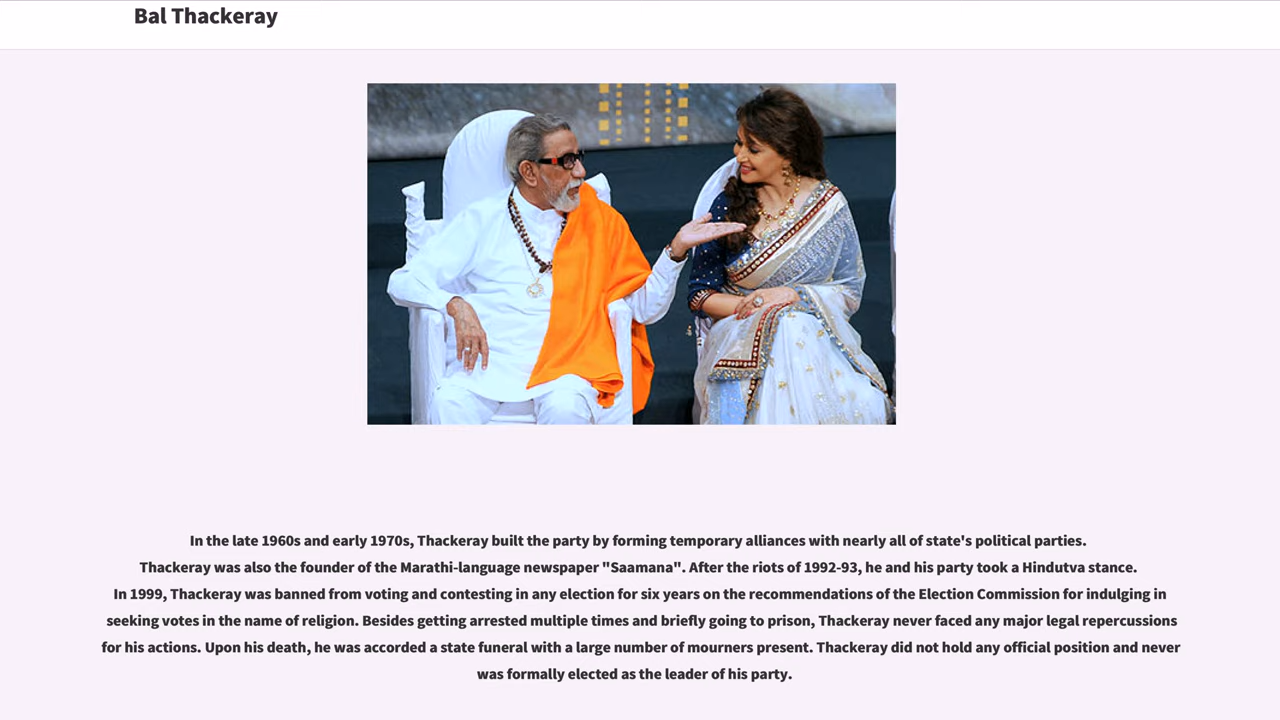 Bal Thackeray
In the late 1960s and early 1970s, Thackeray built the party by forming temporary alliances with nearly all of state's political parties.
Thackeray was also the founder of the Marathi-language newspaper "Saamana". After the riots of 1992-93, he and his party took a Hindutva stance.
In 1999, Thackeray was banned from voting and contesting in any election for six years on the recommendations of the Election Commission for indulging in
seeking votes in the name of religion. Besides getting arrested multiple times and briefly going to prison, Thackeray never faced any major legal repercussions
for his actions. Upon his death, he was accorded a state funeral with a large number of mourners present. Thackeray did not hold any official position and never
was formally elected as the leader of his party.